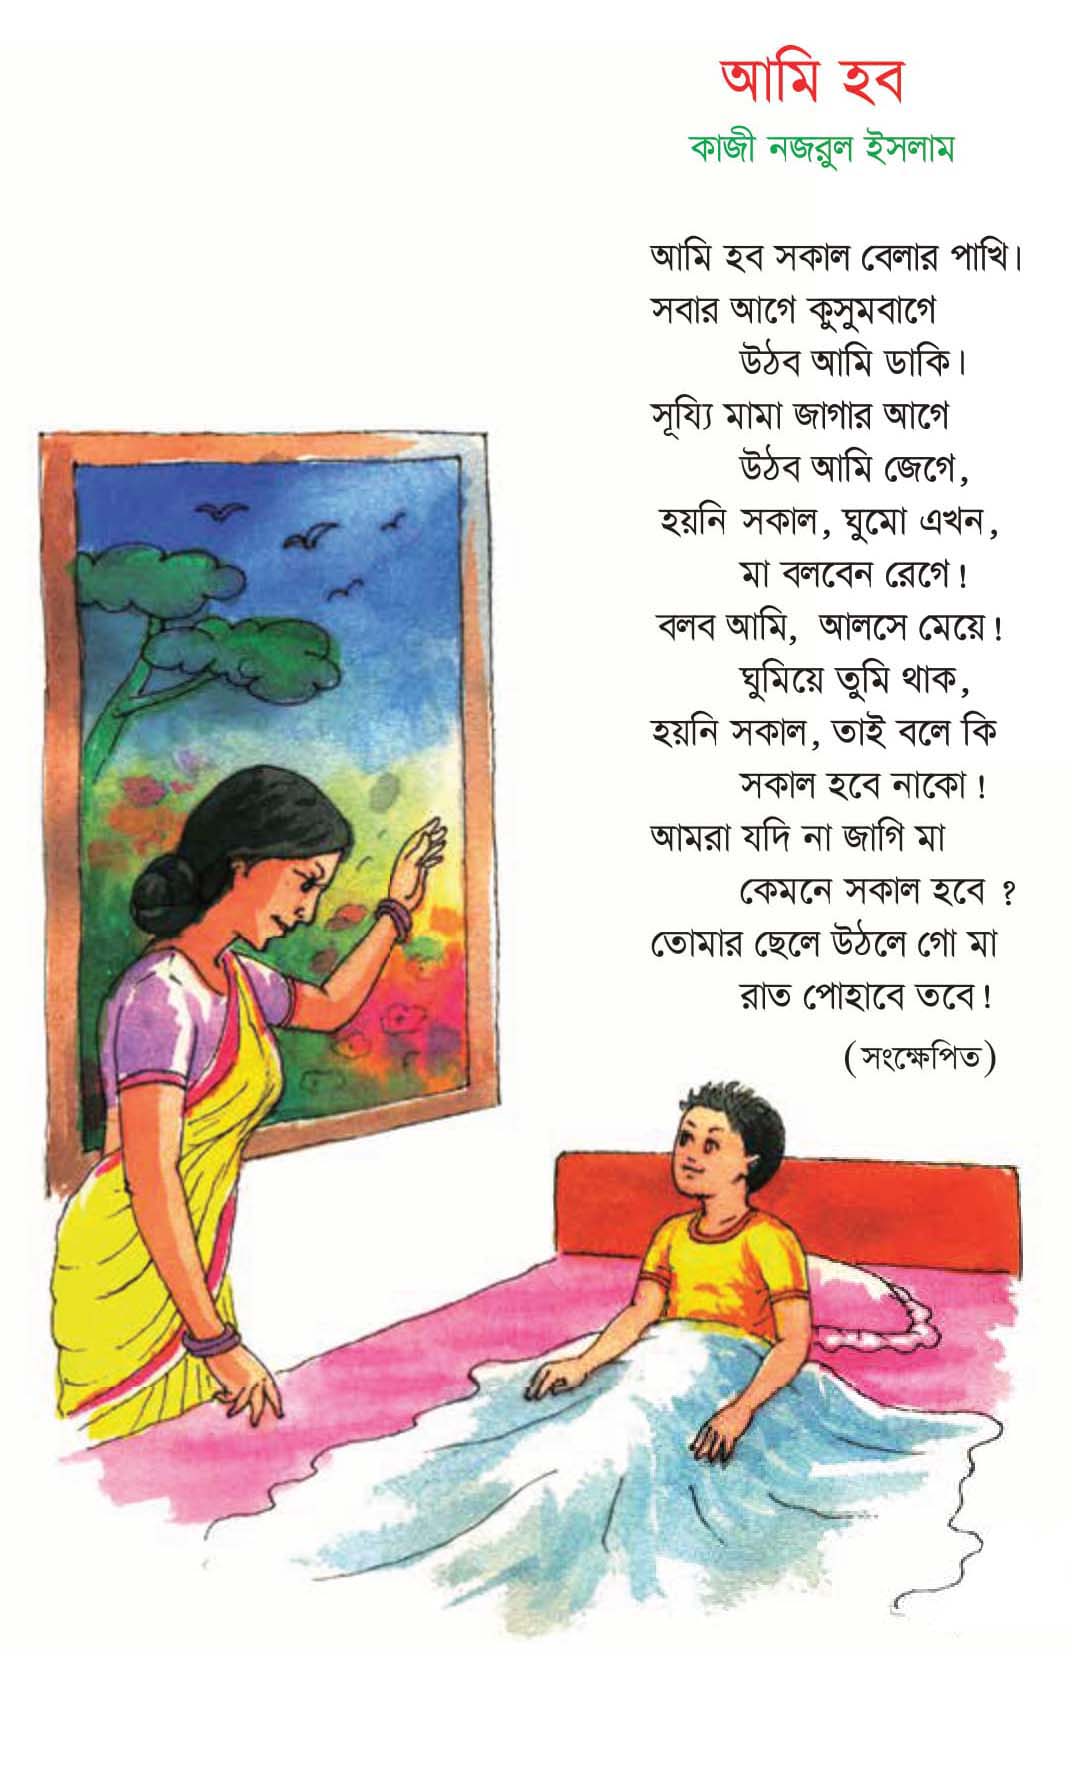 আমি হব
কাজী নজরুল ইসলাম
আমি হব সকাল বেলার পাখি।
সবার আগে কুসুমবাগে
উঠব আমি ডাকি।
সূয্যি মামা জাগার আগে
উঠব আমি জেগে,
হয়নি সকাল, ঘুমো এখন,
মা বলবেন রেগে!
বলব আমি, আলসে মেয়ে!
ঘুমিয়ে তুমি থাক,
হয়নি সকাল, তাই বলে কি
সকাল হবে নাকো!
আমরা যদি না জাগি মা
কেমনে সকাল হবে ?
তোমার ছেলে উঠলে গো মা
রাত পোহাবে তবে!
(সংক্ষেপিত)